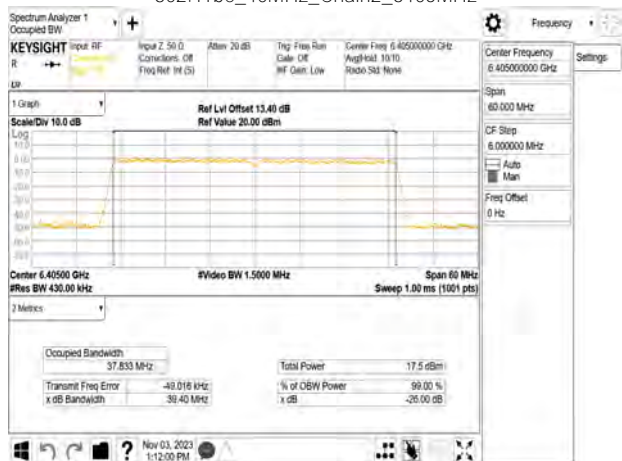 Spectrum Analyzer 1
Occupied BW
KEYSIGHT
Input: RF
R
Input Z: 50 Ω
Corrections: Off
Freq Ref: Int (S)
Atten: 20 dB
Trig: Free Run
Gate: Off
#IF Gain: Low
Center Freq: 6.405000000 GHz
Avg|Hold: 10/10
Radio Std: None
Frequency
Settings
Center Frequency
6.405000000 GHz
Span
60.000 MHz
CF Step
6.000000 MHz
Auto
Man
Freq Offset
0 Hz
1 Graph
Scale/Div 10.0 dB
Ref Lvl Offset 13.40 dB
Ref Value 20.00 dBm
Log
Center 6.40500 GHz
#Res BW 430.00 kHz
#Video BW 1.5000 MHz
Span 60 MHz
Sweep 1.00 ms (1001 pts)
2 Metrics
Occupied Bandwidth
37.833 MHz
Total Power 17.5 dBm
Transmit Freq Error -49.016 kHz
% of OBW Power 99.00 %
x dB Bandwidth 39.40 MHz
x dB -26.00 dB
Nov 03, 2023
1:12:00 PM